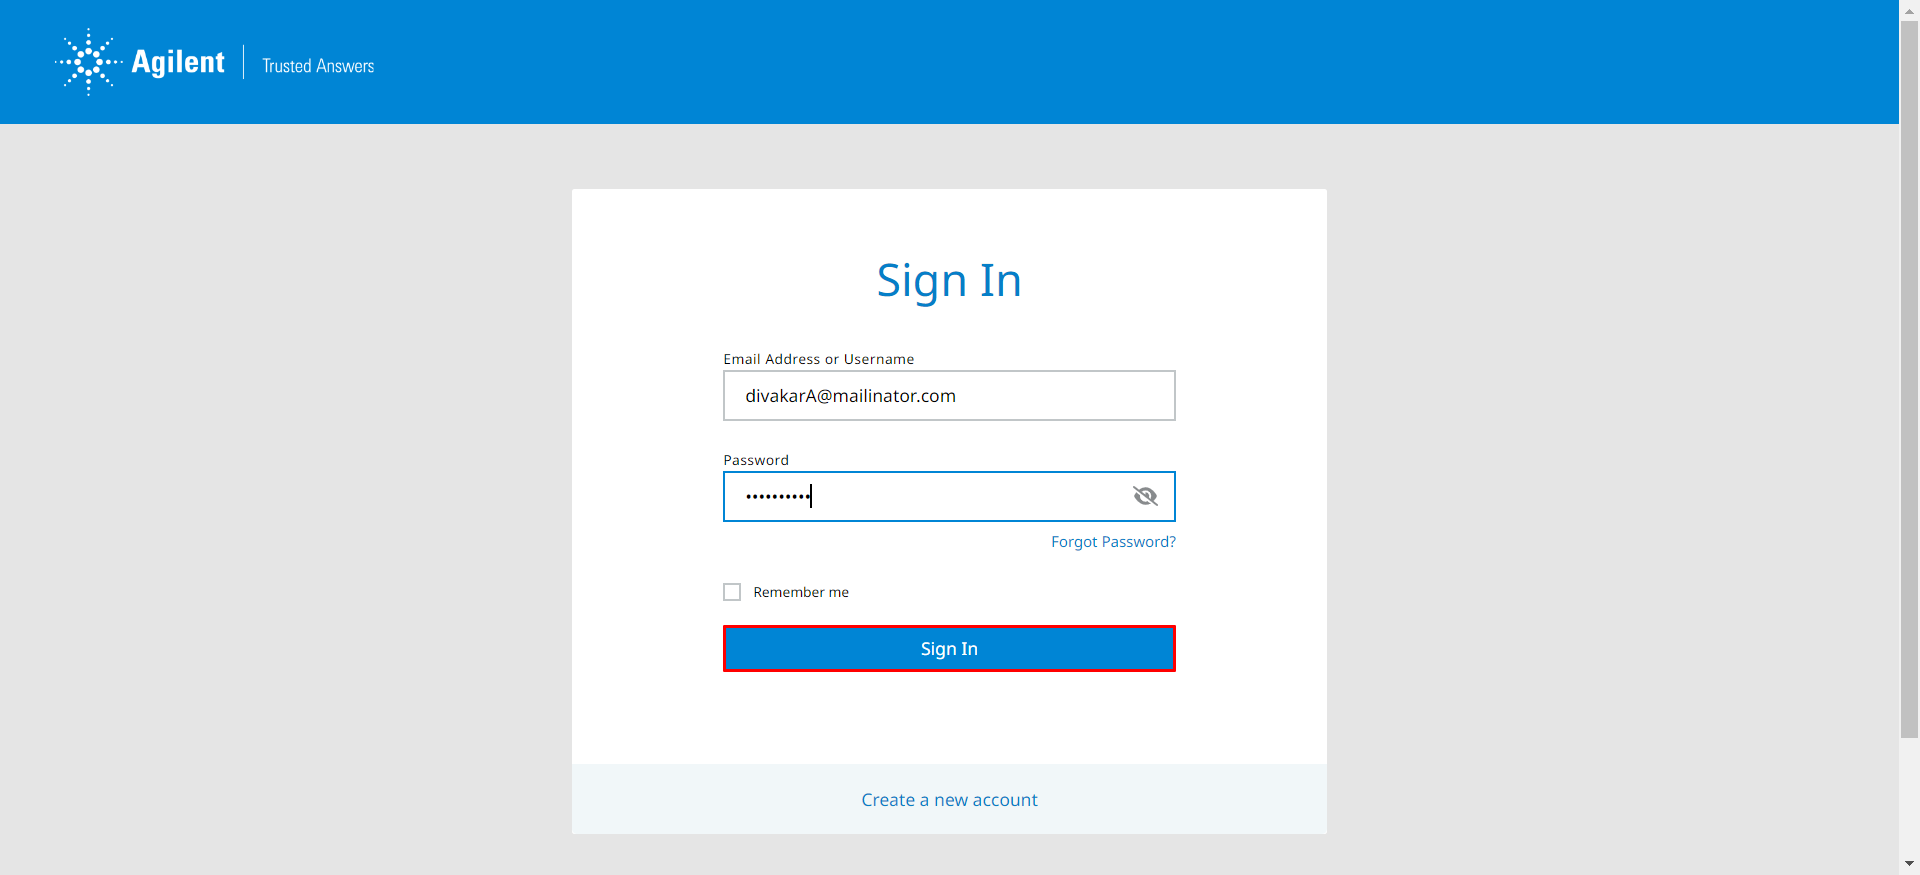 Agilent
Trusted Answers
Sign In
Email Address or Username
divakarA@mailinator.com
Password
••••••••••
Forgot Password?
Remember me
Sign In
Create a new account